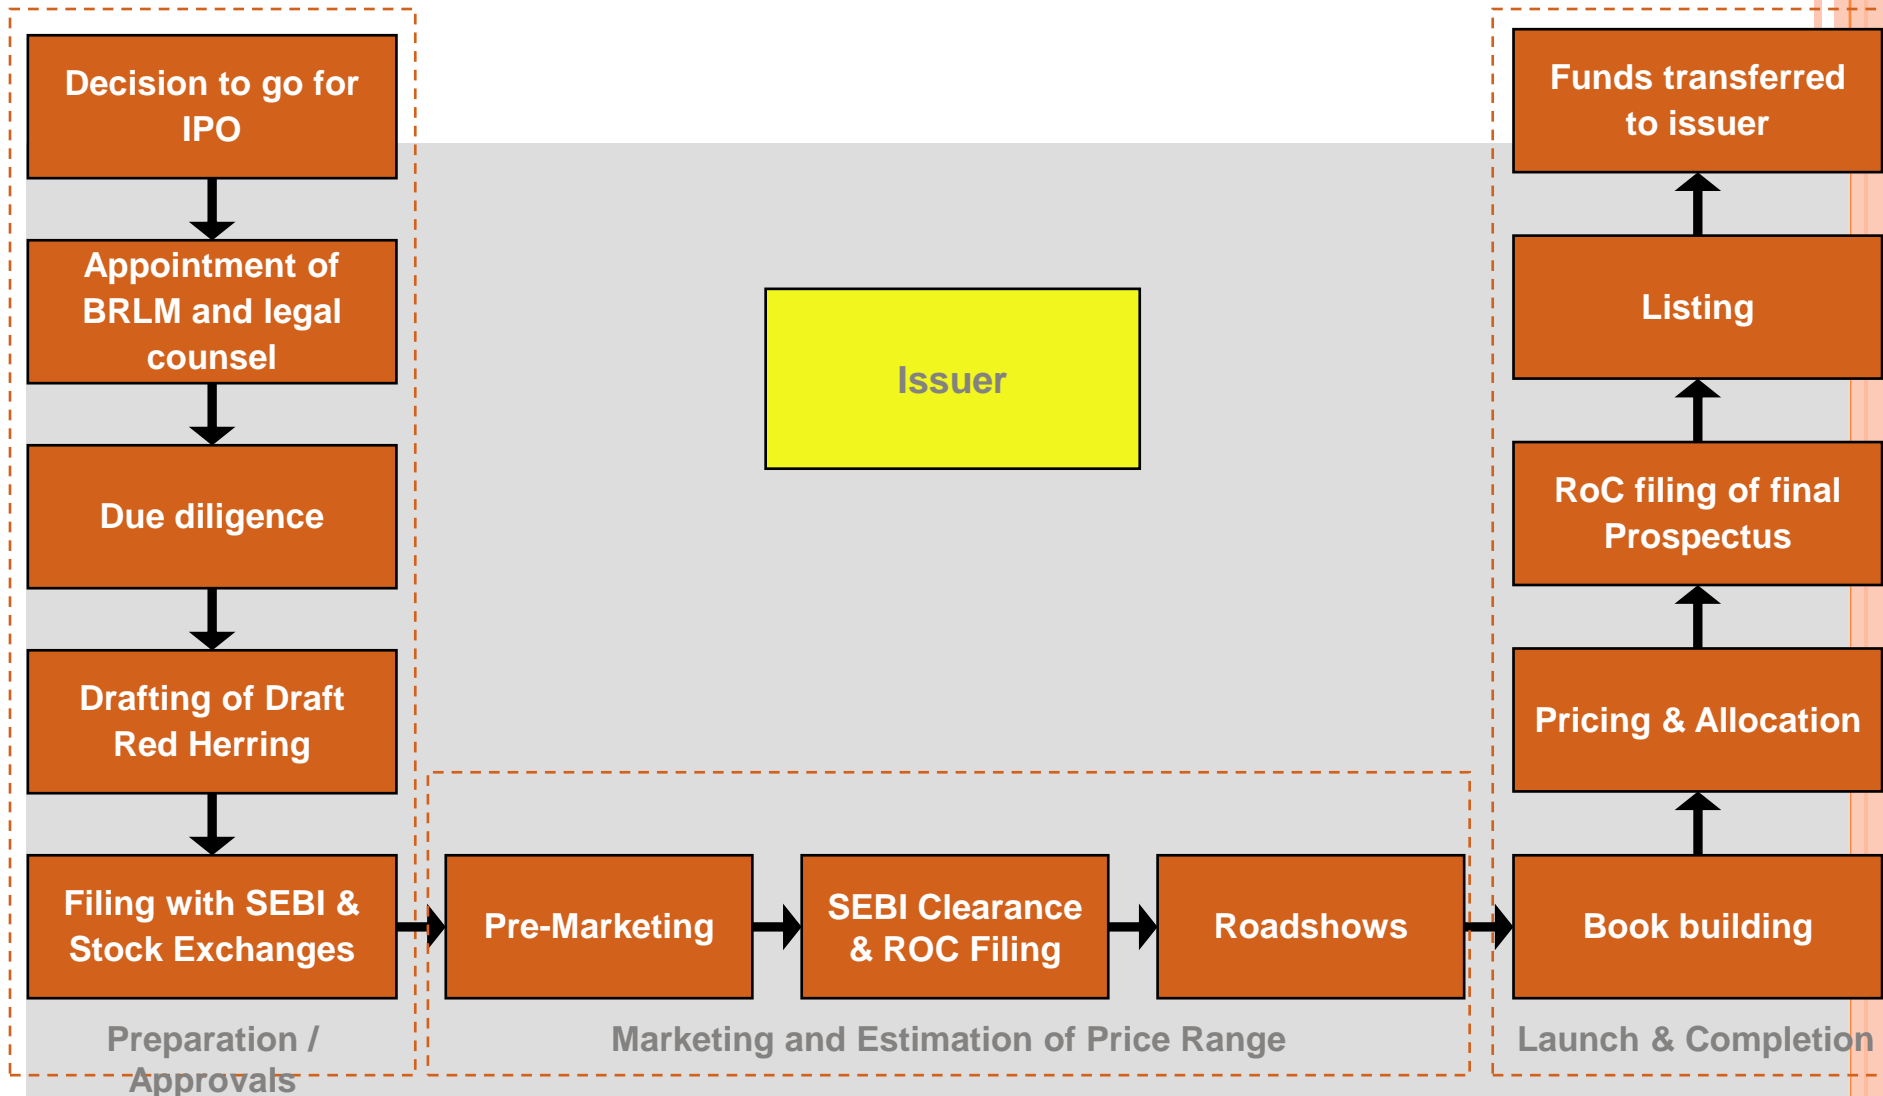 Decision to go for
IPO
Appointment of
BRLM and legal
counsel
Due diligence
Drafting of Draft
Red Herring
Filing with SEBI &
Stock Exchanges
Preparation /
Approvals
Issuer
Pre-Marketing
SEBI Clearance
& ROC Filing
Roadshows
Marketing and Estimation of Price Range
Funds transferred
to issuer
Listing
RoC filing of final
Prospectus
Pricing & Allocation
Book building
Launch & Completion